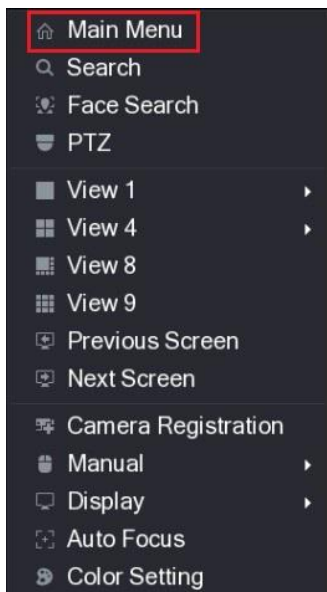 Main Menu
Search
Face Search
PTZ
View 1
View 4
View 8
View 9
Previous Screen
Next Screen
Camera Registration
Manual
Display
Auto Focus
Color Setting